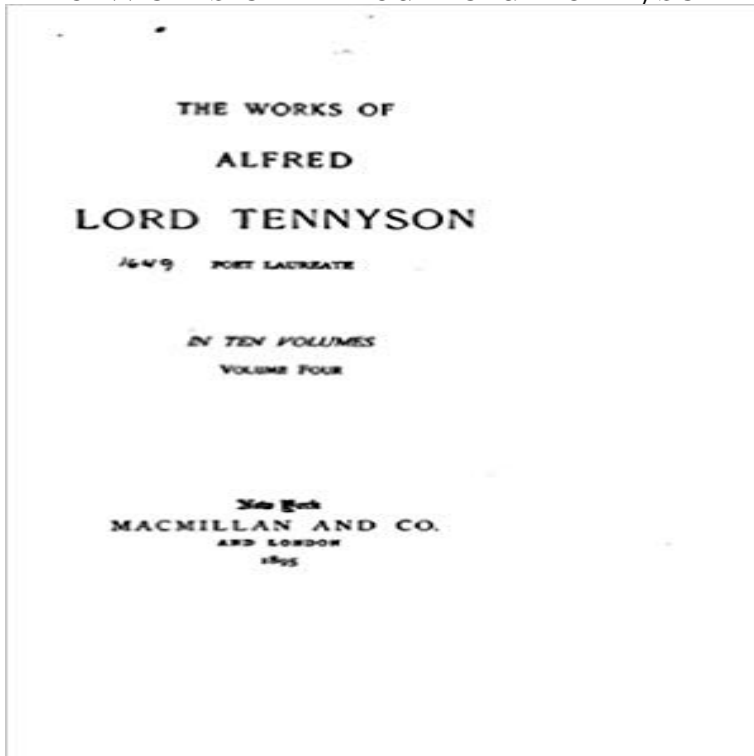 THE WORKS OF
ALFRED
LORD TENNYSON
1649 POET LAUREATE
IN TEN VOLUMES
VOLUME FOUR
New York
MACMILLAN AND CO.
AND LONDON
1895